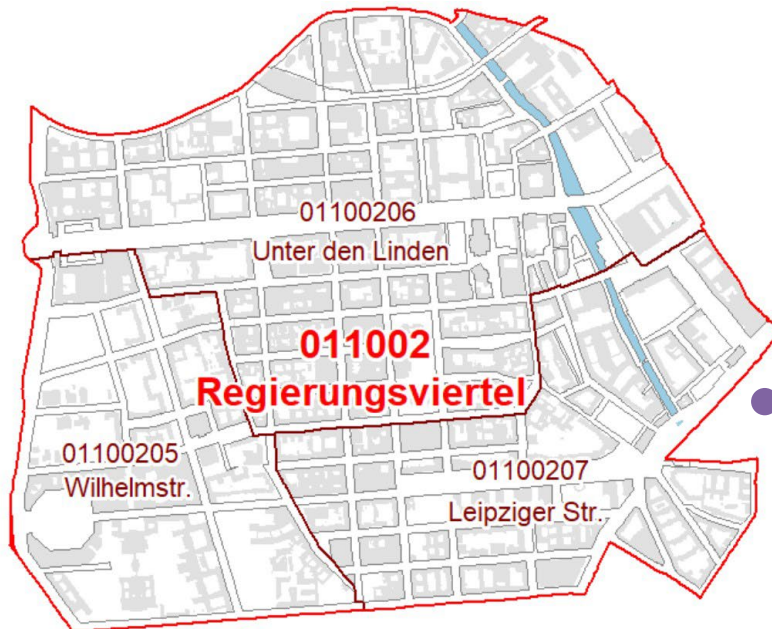 01100206
Unter den Linden
011002
Regierungsviertel
01100205
Wilhelmstr.
01100207
Leipziger Str.